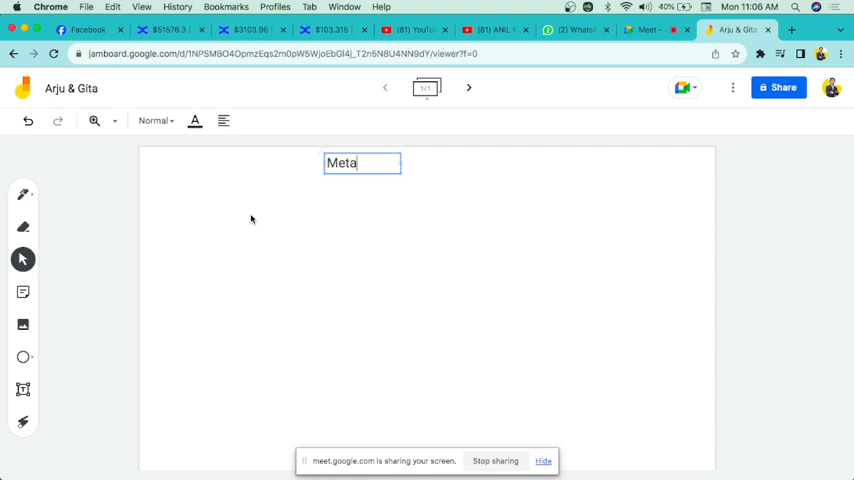 Chrome File Edit View History Bookmarks Profiles Tab Window Help 40% Mon 11:06 AM
Facebook $51576.3 $3103.96 $103.315 (81) YouTu (81) ANIL K (2) Whats Meet - Arju & Gita
jamboard.google.com/d/1NPSMBO4OpmzEqs2m0pW5WjoEbGI4j_T2n5N8U4NN9dY/viewer?f=0
Arju & Gita 1/1 Share
Normal A
Meta
meet.google.com is sharing your screen. Stop sharing Hide